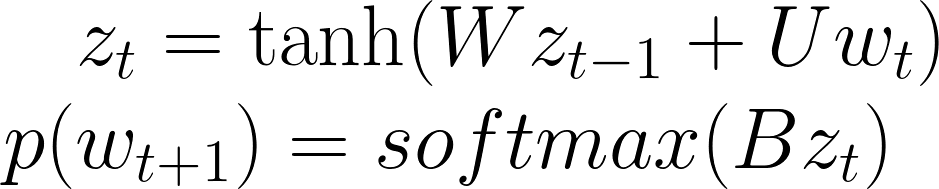 z_t = tanh(W z_{t-1} + U w_t)
p(w_{t+1}) = softmax(B z_t)